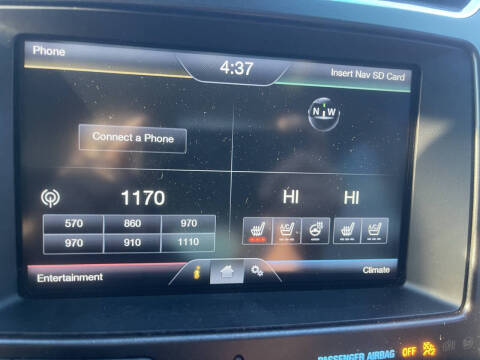 Phone
4:37
Insert Nav SD Card
N W
Connect a Phone
1170
HI HI
570 860 970
970 910 1110
Entertainment
Climate
PASSENGER AIRBAG OFF